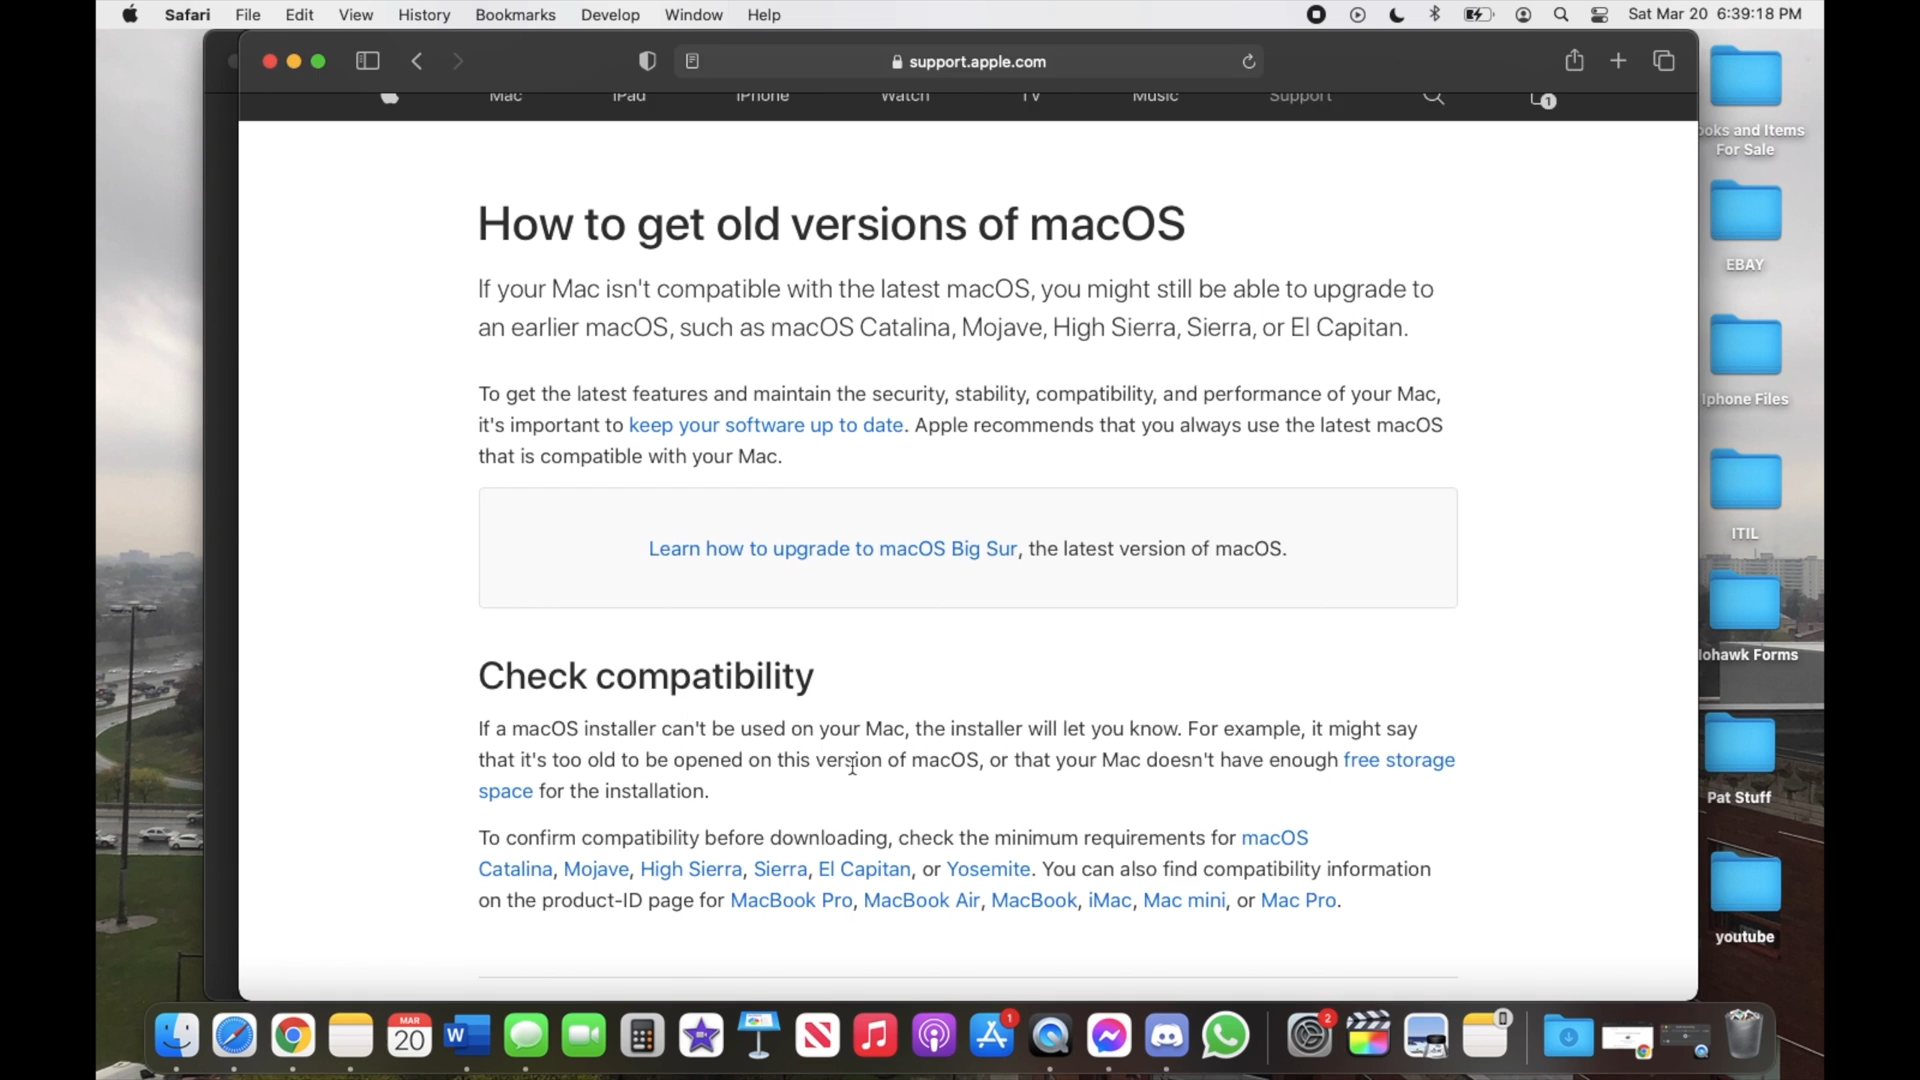 Safari File Edit View History Bookmarks Develop Window Help Sat Mar 20 6:39:18 PM
support.apple.com
Mac iPad iPhone Watch TV Music Support 1
How to get old versions of macOS
If your Mac isn't compatible with the latest macOS, you might still be able to upgrade to
an earlier macOS, such as macOS Catalina, Mojave, High Sierra, Sierra, or El Capitan.
To get the latest features and maintain the security, stability, compatibility, and performance of your Mac,
it's important to keep your software up to date. Apple recommends that you always use the latest macOS
that is compatible with your Mac.
Learn how to upgrade to macOS Big Sur, the latest version of macOS.
Check compatibility
If a macOS installer can't be used on your Mac, the installer will let you know. For example, it might say
that it's too old to be opened on this version of macOS, or that your Mac doesn't have enough free storage
space for the installation.
To confirm compatibility before downloading, check the minimum requirements for macOS
Catalina, Mojave, High Sierra, Sierra, El Capitan, or Yosemite. You can also find compatibility information
on the product-ID page for MacBook Pro, MacBook Air, MacBook, iMac, Mac mini, or Mac Pro.
ooks and Items
For Sale
EBAY
Iphone Files
ITIL
lohawk Forms
Pat Stuff
youtube
MAR
20
W
1
2